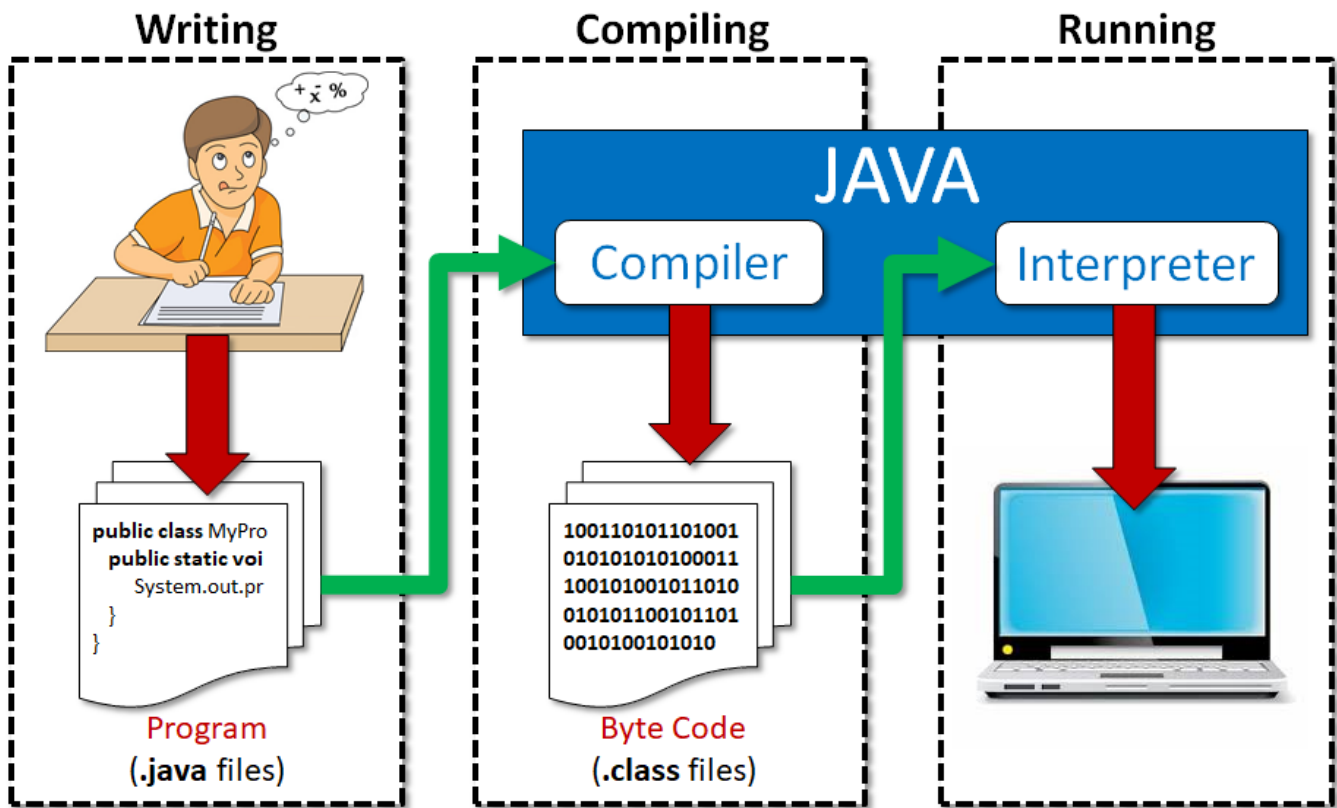 Writing
Compiling
Running
+ x - %
JAVA
Compiler
Interpreter
public class MyPro
public static voi
System.out.pr
}
}
100110101101001
010101010100011
100101001011010
010101100101101
0010100101010
Program
(.java files)
Byte Code
(.class files)